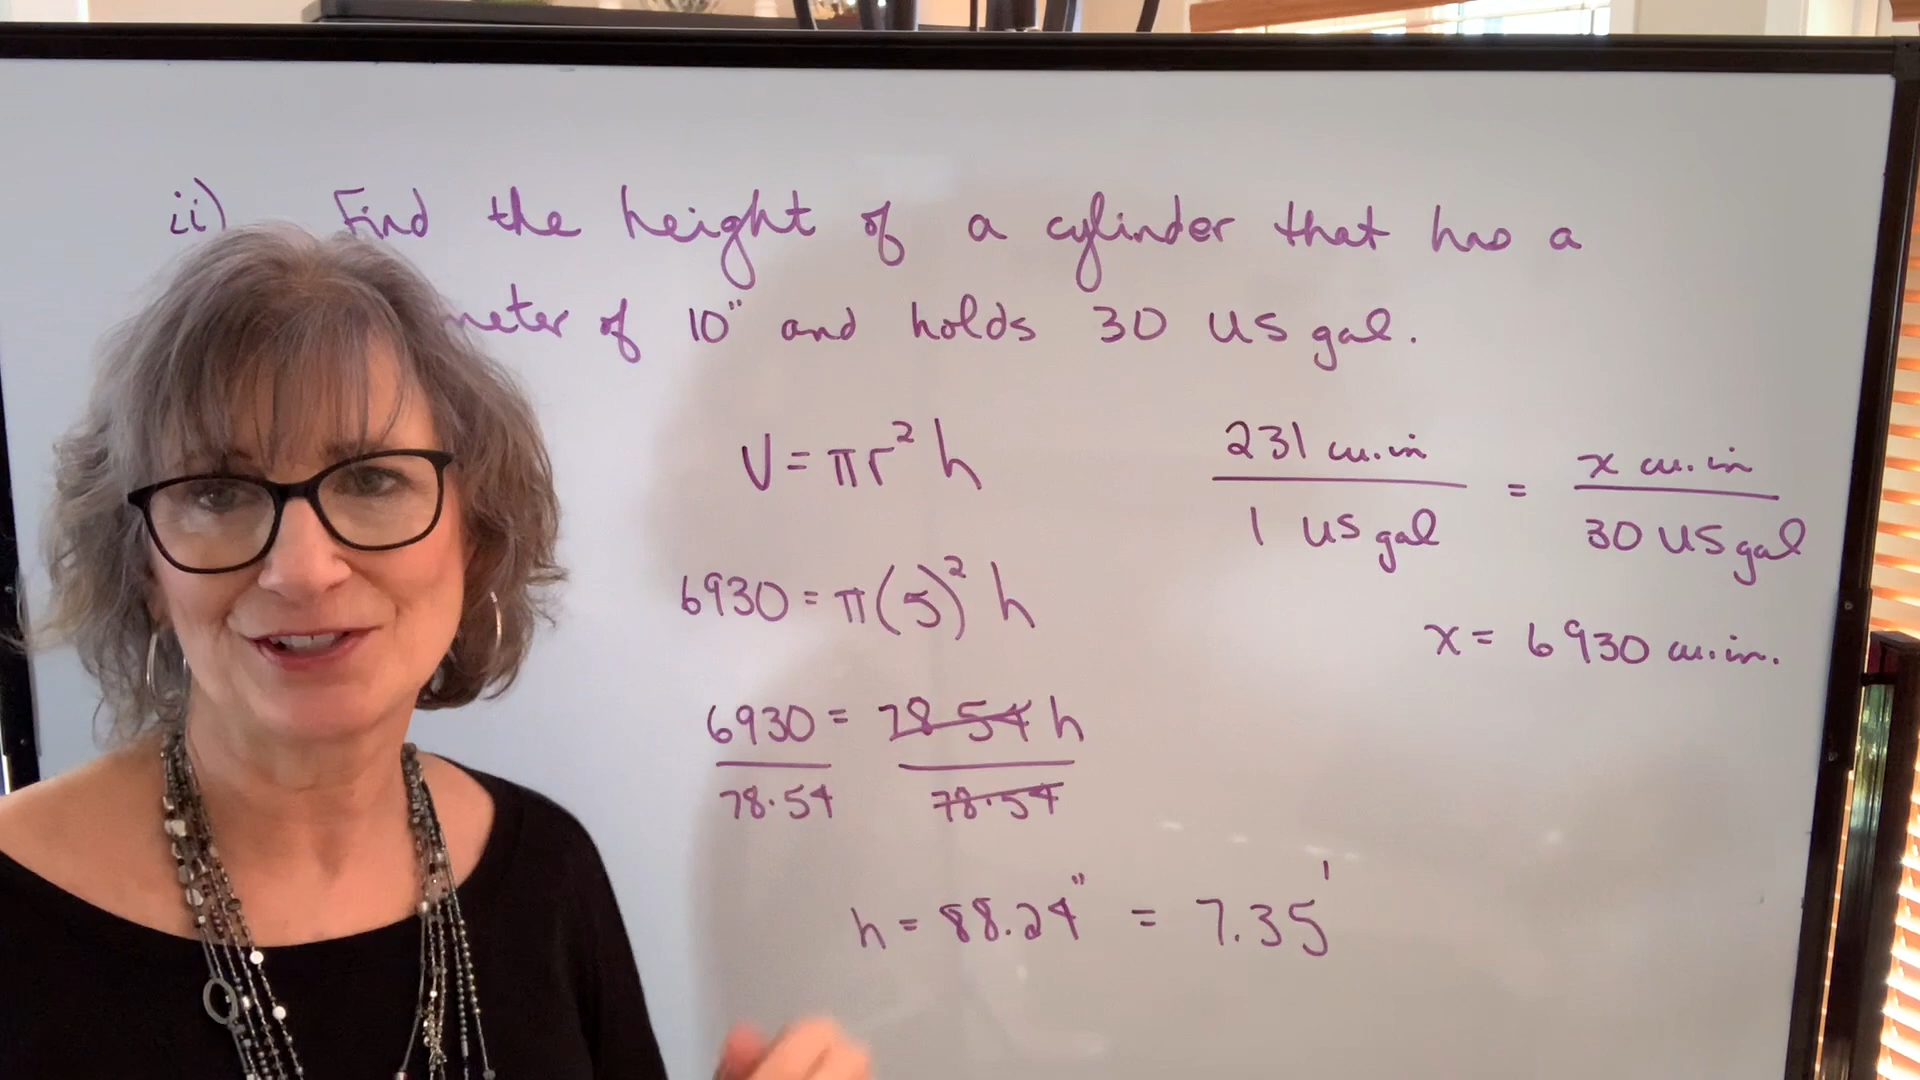 ii) Find the height of a cylinder that has a
meter of 10" and holds 30 US gal.
V = πr² h
231 cu.in / 1 US gal = x cu.in / 30 US gal
6930 = π(5)² h
x = 6930 cu.in.
6930 = 78.54 h
78.54 78.54
h = 88.24" = 7.35'